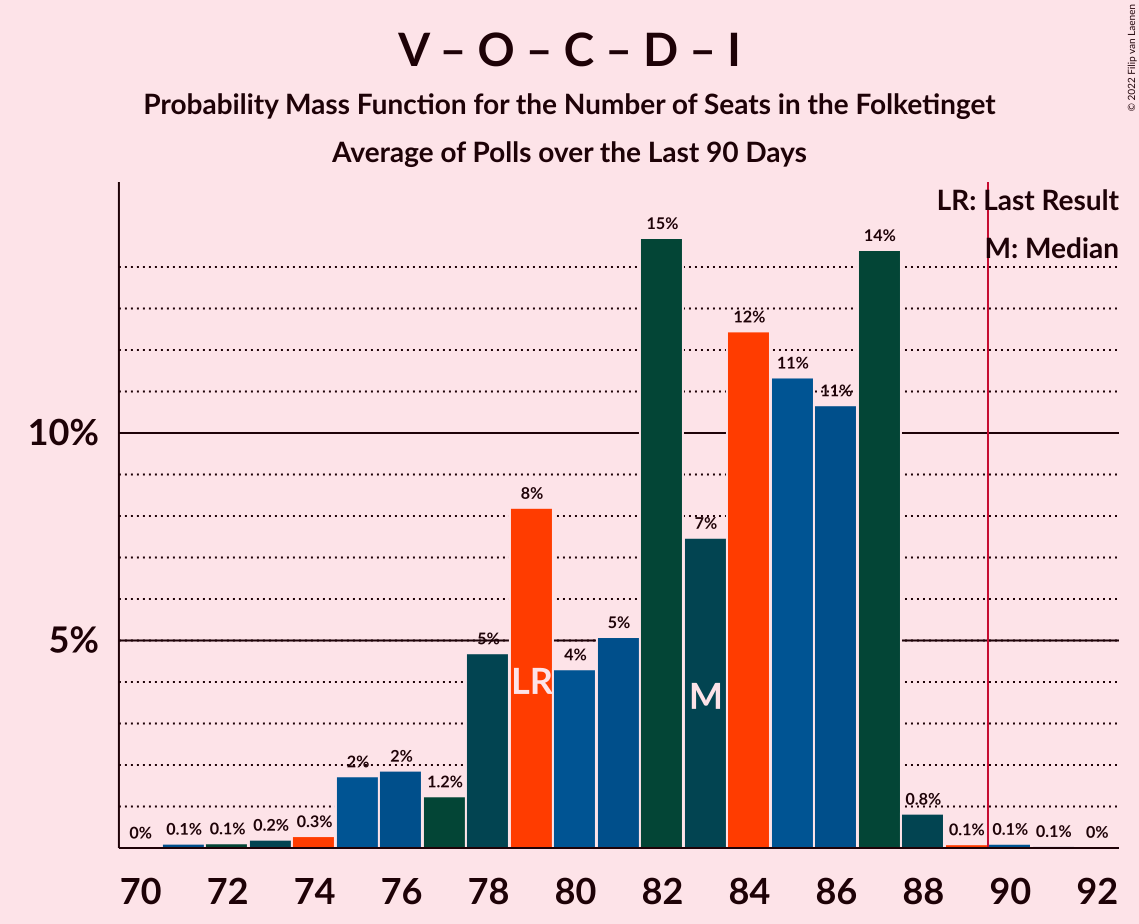 V – O – C – D – I
Probability Mass Function for the Number of Seats in the Folketinget
Average of Polls over the Last 90 Days
© 2022 Filip van Laenen
LR: Last Result
M: Median
10%
5%
0%
0.1%
0.1%
0.2%
0.3%
2%
2%
1.2%
5%
8%
4%
5%
15%
7%
12%
11%
11%
14%
0.8%
0.1%
0.1%
0.1%
0%
LR
M
70 72 74 76 78 80 82 84 86 88 90 92